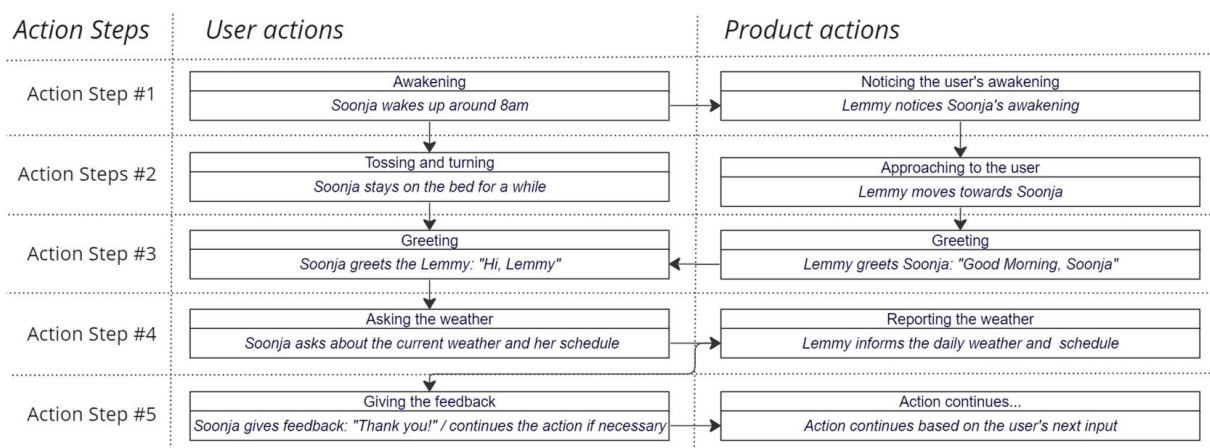 Action Steps User actions Product actions
Awakening Noticing the user's awakening
Action Step #1 Soonja wakes up around 8am Lemmy notices Soonja's awakening
Tossing and turning Approaching to the user
Action Steps #2 Soonja stays on the bed for a while Lemmy moves towards Soonja
Greeting Greeting
Action Step #3 Soonja greets the Lemmy: "Hi, Lemmy" Lemmy greets Soonja: "Good Morning, Soonja"
Asking the weather Reporting the weather
Action Step #4 Soonja asks about the current weather and her schedule Lemmy informs the daily weather and schedule
Giving the feedback Action continues...
Action Step #5 Soonja gives feedback: "Thank you!" / continues the action if necessary Action continues based on the user's next input